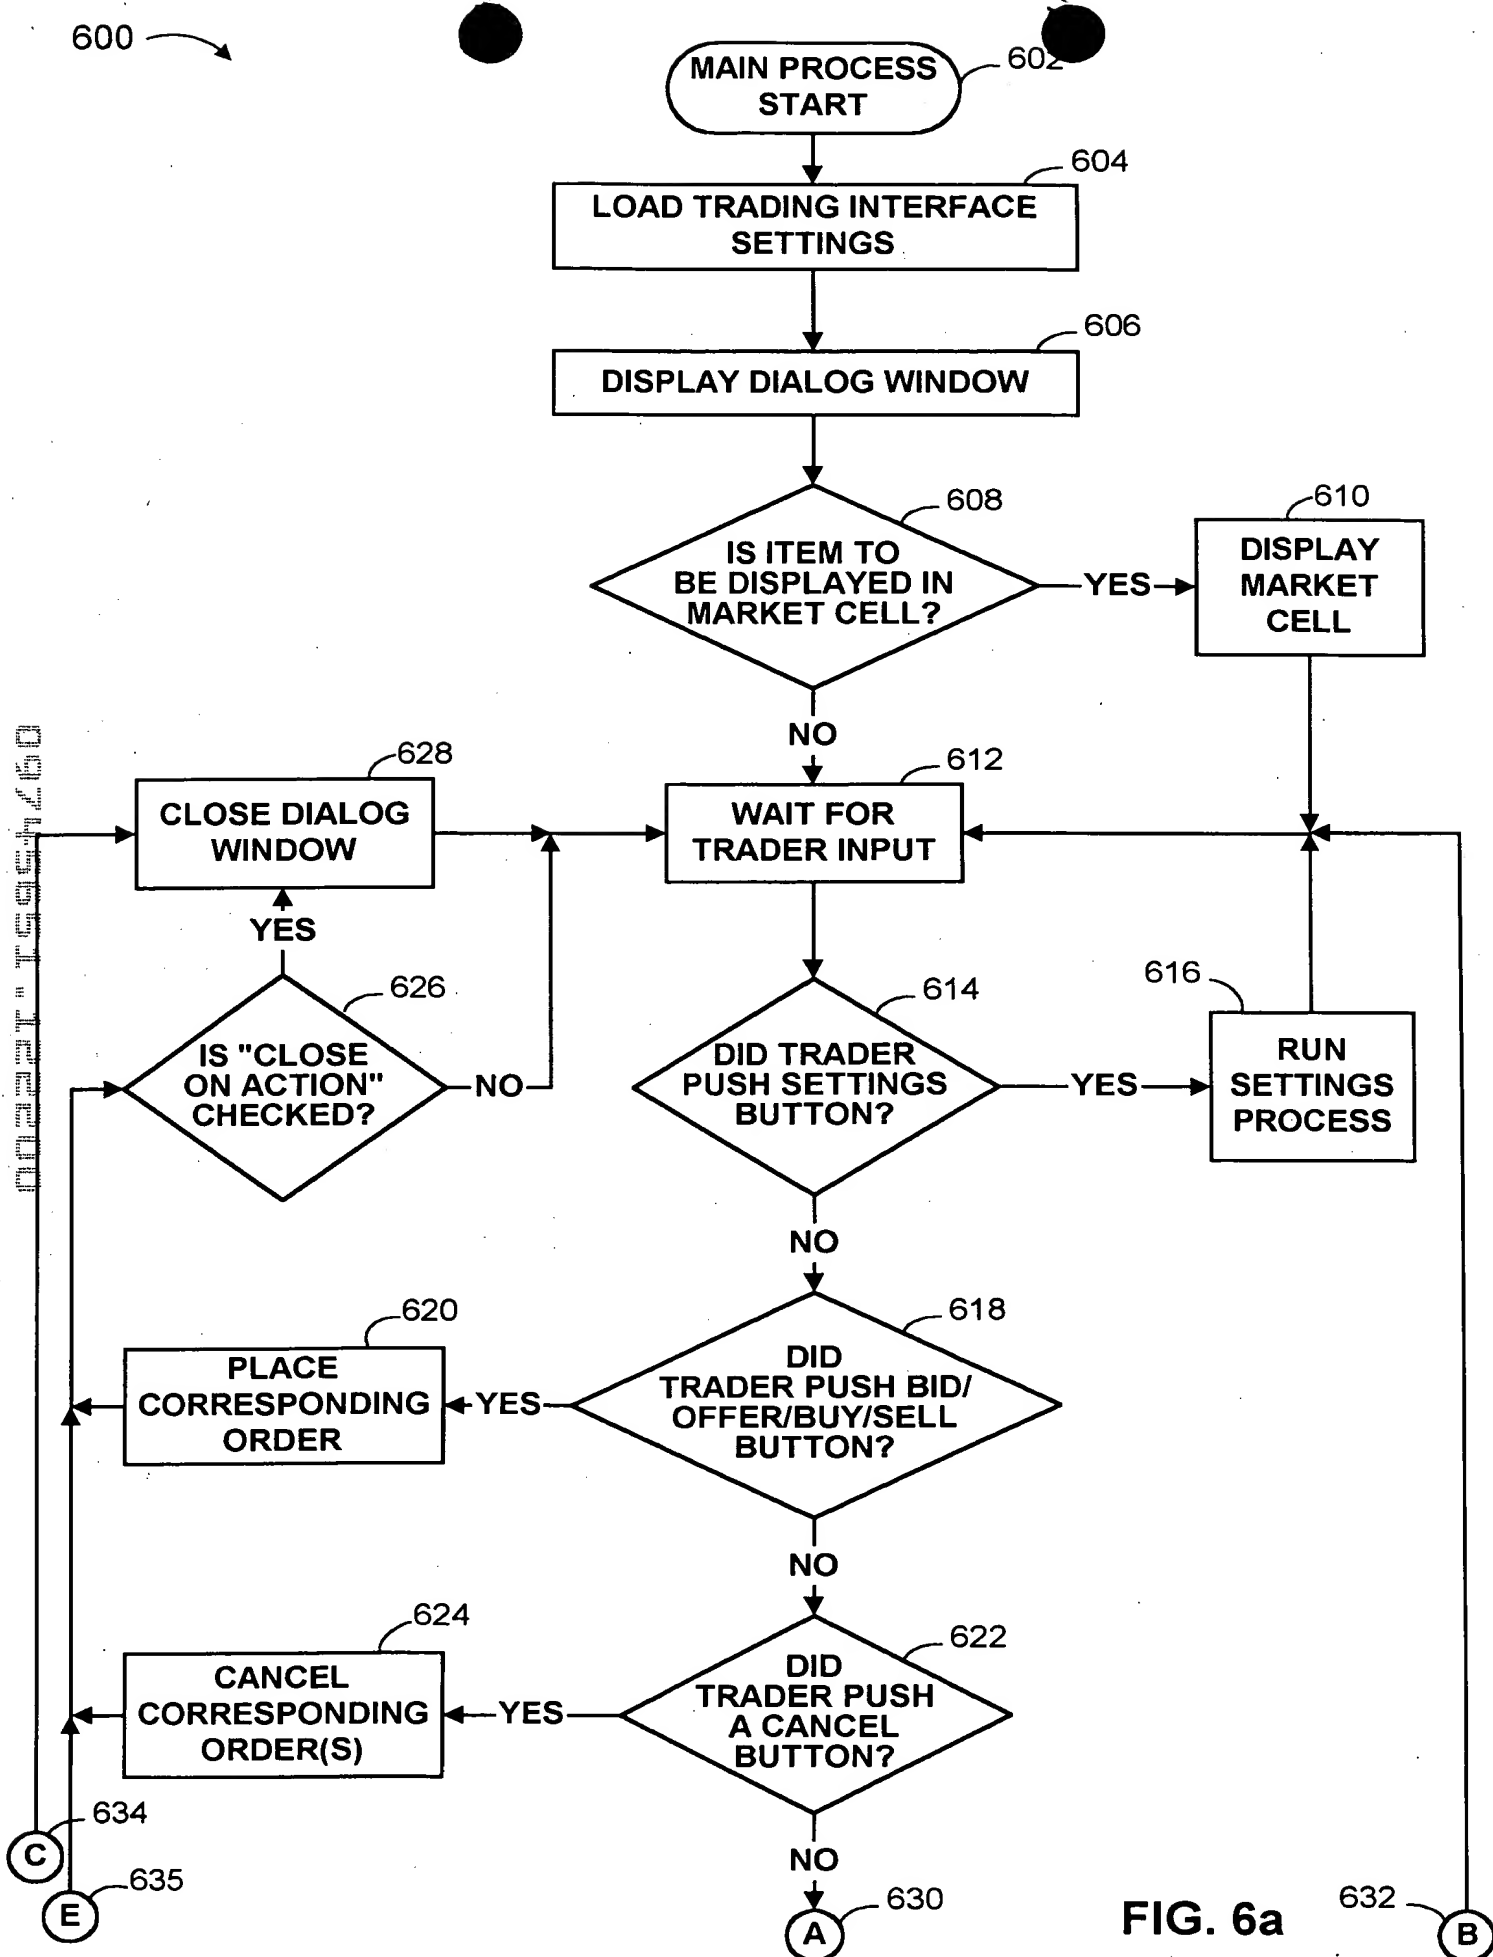 600
MAIN PROCESS
START
602
604
LOAD TRADING INTERFACE
SETTINGS
606
DISPLAY DIALOG WINDOW
608
IS ITEM TO
BE DISPLAYED IN
MARKET CELL?
YES
610
DISPLAY
MARKET
CELL
NO
628
CLOSE DIALOG
WINDOW
612
WAIT FOR
TRADER INPUT
YES
626
IS "CLOSE
ON ACTION"
CHECKED?
NO
614
DID TRADER
PUSH SETTINGS
BUTTON?
YES
616
RUN
SETTINGS
PROCESS
NO
620
PLACE
CORRESPONDING
ORDER
YES
618
DID
TRADER PUSH BID/
OFFER/BUY/SELL
BUTTON?
NO
624
CANCEL
CORRESPONDING
ORDER(S)
YES
622
DID
TRADER PUSH
A CANCEL
BUTTON?
NO
634
C
635
E
630
A
FIG. 6a
632
B